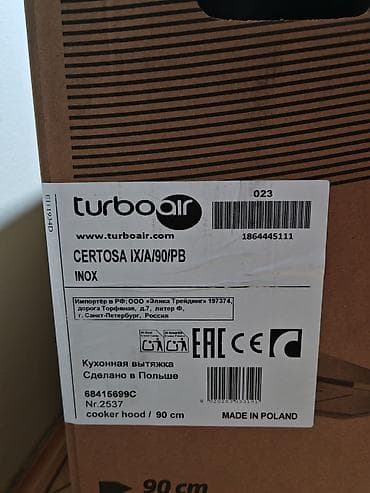 turboair
www.turboair.com
023
1864445111
CERTOSA IX/A/90/PB
INOX
Импортёр в РФ:ООО «Элика Трейдинг» 197374,
дорога Торфяная, д.7, литер Ф,
г. Санкт-Петербург, Россия
EAC CE
Кухонная вытяжка
Сделано в Польше
68415699C
Nr.2537
cooker hood / 90 cm
MADE IN POLAND
90 cm